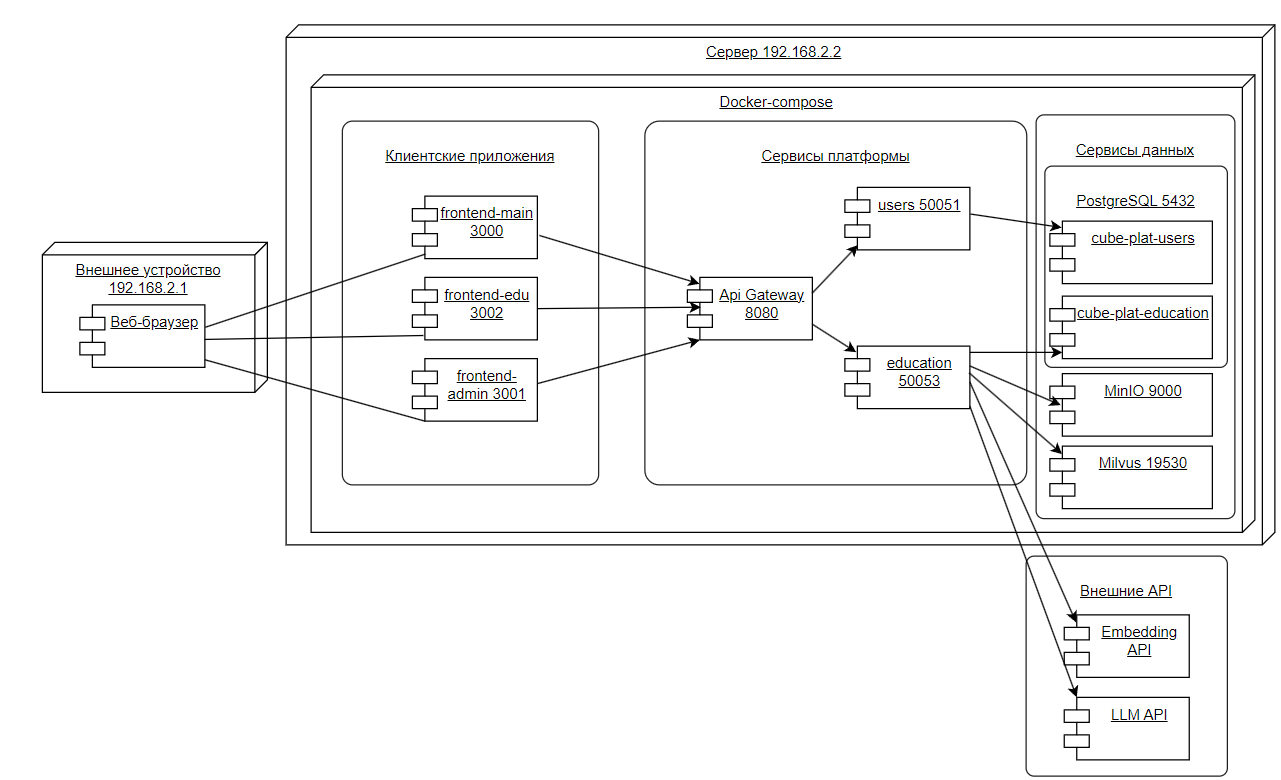 Сервер 192.168.2.2
Docker-compose
Клиентские приложения
frontend-main
3000
frontend-edu
3002
frontend-
admin 3001
Внешнее устройство
192.168.2.1
Веб-браузер
Сервисы платформы
users 50051
Api Gateway
8080
education
50053
Сервисы данных
PostgreSQL 5432
cube-plat-users
cube-plat-education
MinIO 9000
Milvus 19530
Внешние API
Embedding
API
LLM API